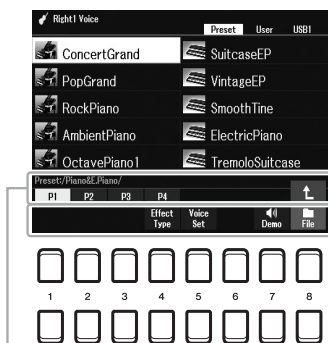 Right1 Voice
Preset User USB1
ConcertGrand SuitcaseEP
PopGrand VintageEP
RockPiano SmoothTine
AmbientPiano ElectricPiano
OctavePiano1 TremoloSuitcase
Preset:/Piano&E.Piano/
P1 P2 P3 P4
Effect Type Voice Set Demo File
1 2 3 4 5 6 7 8